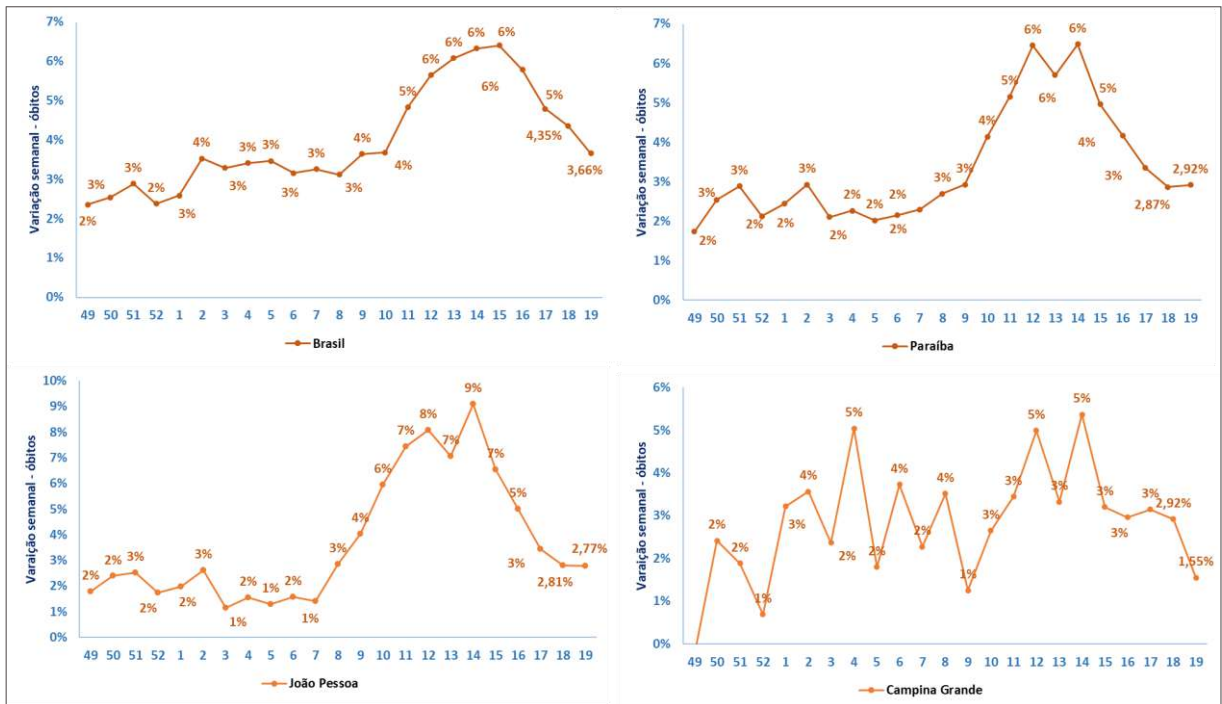 Variação semanal - óbitos
7%
6%
5%
4%
3%
2%
1%
0%
2% 3% 3% 2% 3% 4% 3% 3% 3% 3% 3% 3% 4% 4% 5% 6% 6% 6% 6% 6% 5% 4,35% 3,66%
49 50 51 52 1 2 3 4 5 6 7 8 9 10 11 12 13 14 15 16 17 18 19
Brasil
Variação semanal - óbitos
7%
6%
5%
4%
3%
2%
1%
0%
2% 3% 3% 2% 2% 3% 2% 2% 2% 2% 2% 3% 3% 4% 5% 6% 6% 6% 5% 4% 3% 2,87% 2,92%
49 50 51 52 1 2 3 4 5 6 7 8 9 10 11 12 13 14 15 16 17 18 19
Paraíba
Varaição semanal - óbitos
10%
9%
8%
7%
6%
5%
4%
3%
2%
1%
0%
2% 2% 3% 2% 2% 3% 1% 2% 1% 2% 1% 3% 4% 6% 7% 8% 7% 9% 7% 5% 3% 2,81% 2,77%
49 50 51 52 1 2 3 4 5 6 7 8 9 10 11 12 13 14 15 16 17 18 19
João Pessoa
Varaição semanal - óbitos
6%
5%
4%
3%
2%
1%
0%
2% 2% 1% 3% 4% 2% 5% 2% 4% 2% 4% 1% 3% 3% 5% 3% 5% 3% 3% 3% 2,92% 1,55%
49 50 51 52 1 2 3 4 5 6 7 8 9 10 11 12 13 14 15 16 17 18 19
Campina Grande